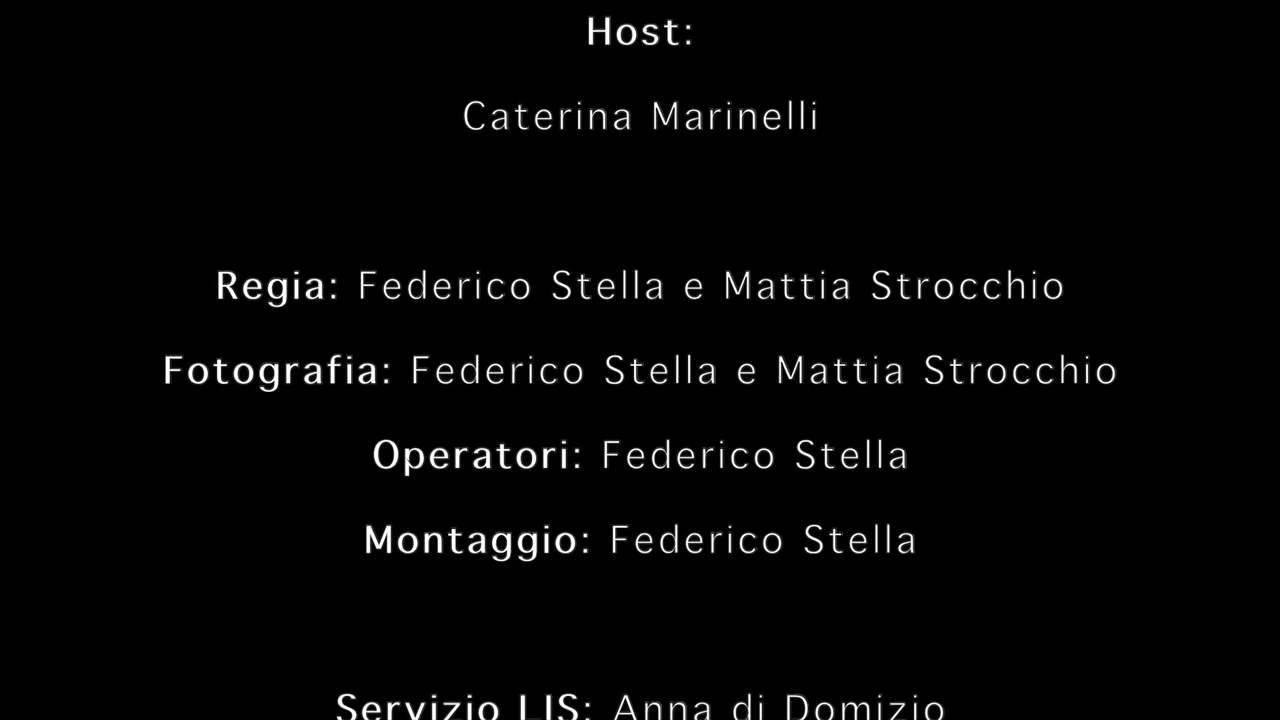 Host:
Caterina Marinelli
Regia: Federico Stella e Mattia Strocchio
Fotografia: Federico Stella e Mattia Strocchio
Operatori: Federico Stella
Montaggio: Federico Stella
Servizio LIS: Anna di Domizio